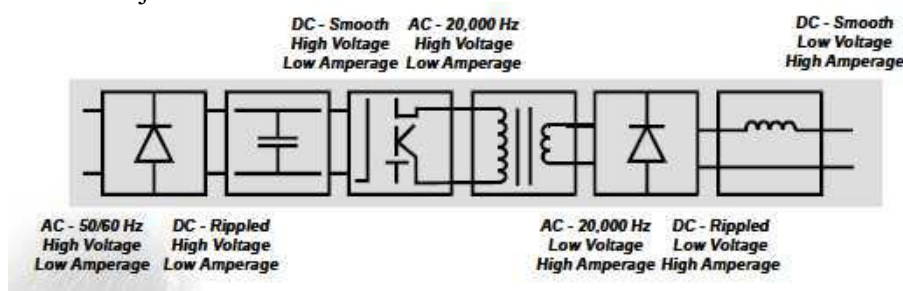 DC - Smooth
High Voltage
Low Amperage
AC - 20,000 Hz
High Voltage
Low Amperage
DC - Smooth
Low Voltage
High Amperage
AC - 50/60 Hz
High Voltage
Low Amperage
DC - Rippled
High Voltage
Low Amperage
AC - 20,000 Hz
Low Voltage
High Amperage
DC - Rippled
Low Voltage
High Amperage